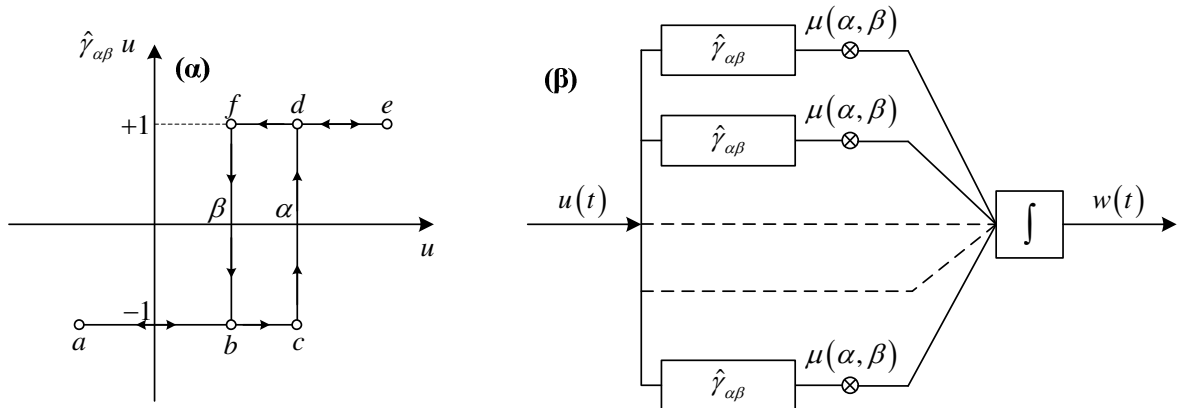 γ̂αβ u
(α)
f
d
e
+1
β
α
u
−1
a
b
c
(β)
γ̂αβ
μ(α, β)
γ̂αβ
μ(α, β)
u(t)
∫
w(t)
γ̂αβ
μ(α, β)